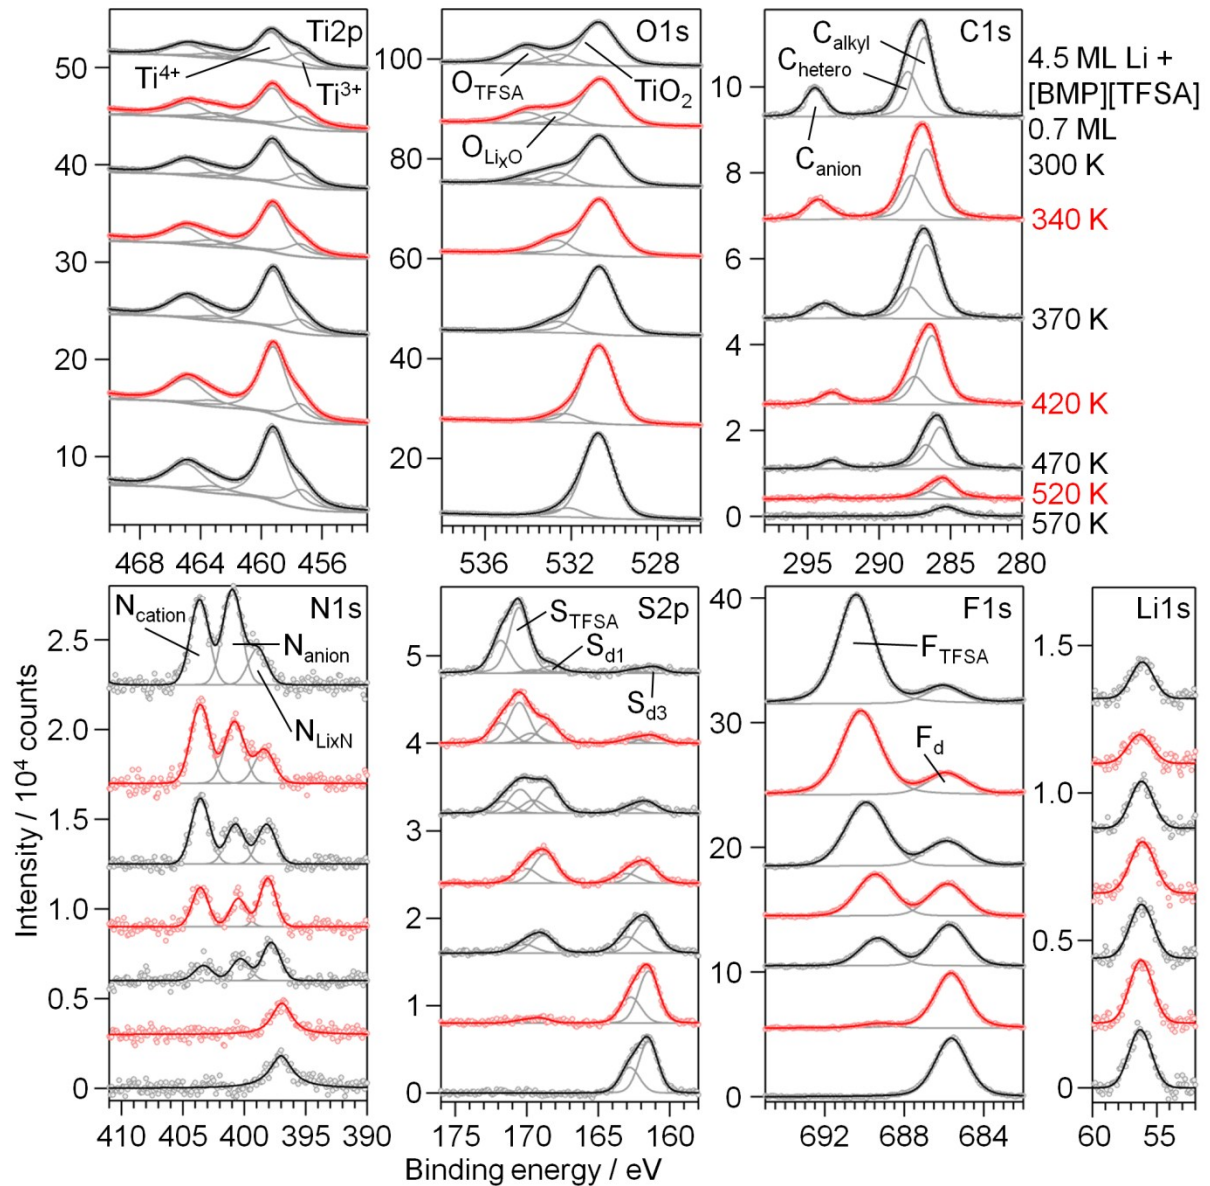 Ti2p
Ti4+
Ti3+
50
40
30
20
10
468
464
460
456
O1s
OTFSA
TiO2
OLixO
100
80
60
40
20
536
532
528
C1s
Calkyl
Chetero
Canion
10
8
6
4
2
0
295
290
285
280
4.5 ML Li +
[BMP][TFSA]
0.7 ML
300 K
340 K
370 K
420 K
470 K
520 K
570 K
N1s
Ncation
Nanion
NLixN
2.5
2.0
1.5
1.0
0.5
0
410
405
400
395
390
S2p
STFSA
Sd1
Sd3
5
4
3
2
1
0
175
170
165
160
F1s
FTFSA
Fd
40
30
20
10
0
692
688
684
Li1s
1.5
1.0
0.5
0
60
55
Intensity / 10^4 counts
Binding energy / eV